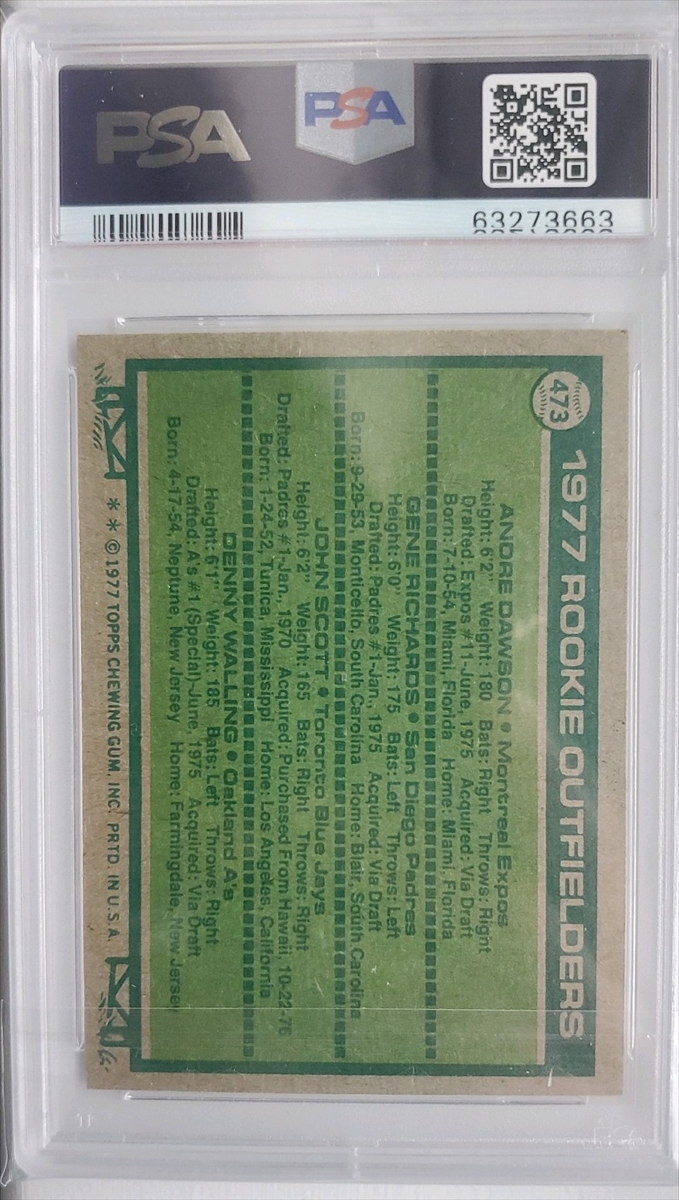 PSA
PSA
63273663
473
1977 ROOKIE OUTFIELDERS
ANDRE DAWSON • Montreal Expos
Height: 6'2" Weight: 180 Bats: Right Throws: Right
Drafted: Expos #11-June, 1975 Acquired: Via Draft
Born: 7-10-54, Miami, Florida Home: Miami, Florida
GENE RICHARDS • San Diego Padres
Height: 6'0" Weight: 175 Bats: Left Throws: Left
Drafted: Padres #1-Jan., 1975 Acquired: Via Draft
Born: 9-29-53, Monticello, South Carolina Home: Blair, South Carolina
JOHN SCOTT • Toronto Blue Jays
Height: 6'2" Weight: 165 Bats: Right Throws: Right
Drafted: Padres #1-Jan., 1970 Acquired: Purchased From Hawaii, 10-22-76
Born: 1-24-52, Tunica, Mississippi Home: Los Angeles, California
DENNY WALLING • Oakland A's
Height: 6'1" Weight: 185 Bats: Left Throws: Right
Drafted: A's #1 (Special)-June, 1975 Acquired: Via Draft
Born: 4-17-54, Neptune, New Jersey Home: Farmingdale, New Jersey
** © 1977 TOPPS CHEWING GUM, INC. PRTD. IN U.S.A.